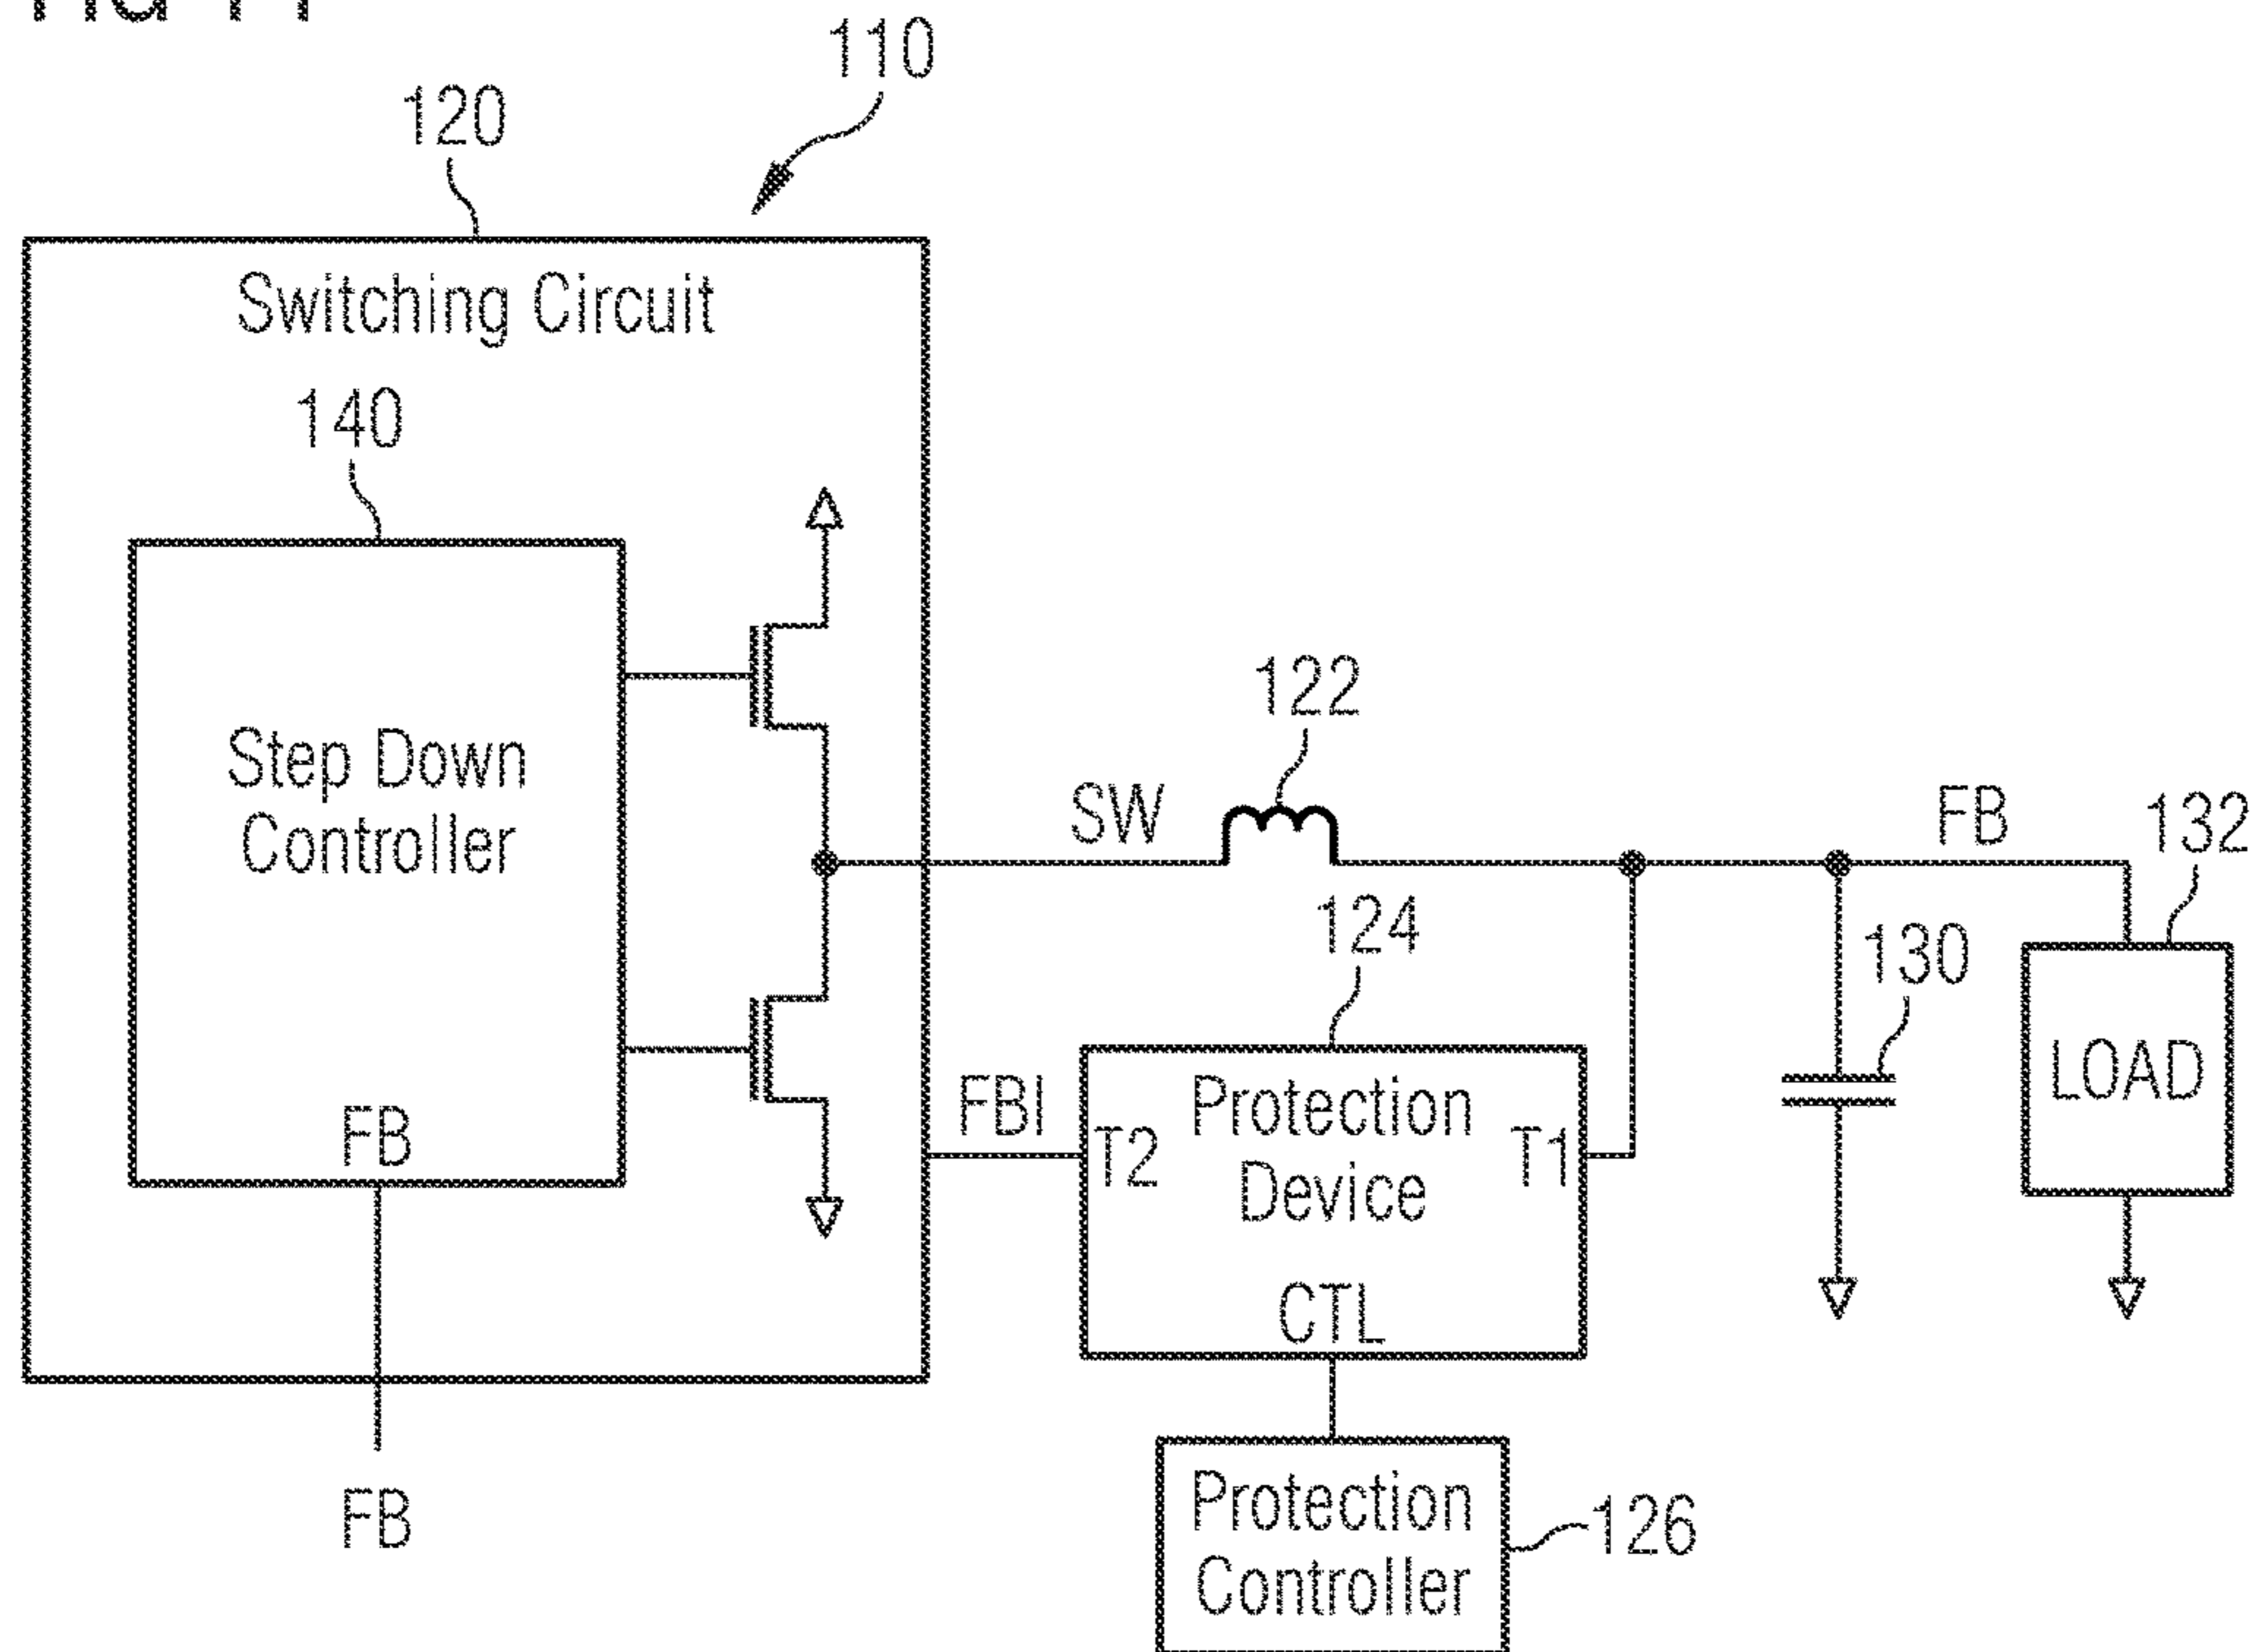 110
120
Switching Circuit
140
Step Down
Controller
FB
FB
SW
122
FB
132
124
130
LOAD
FBI
T2
Protection
Device
T1
CTL
Protection
Controller
126